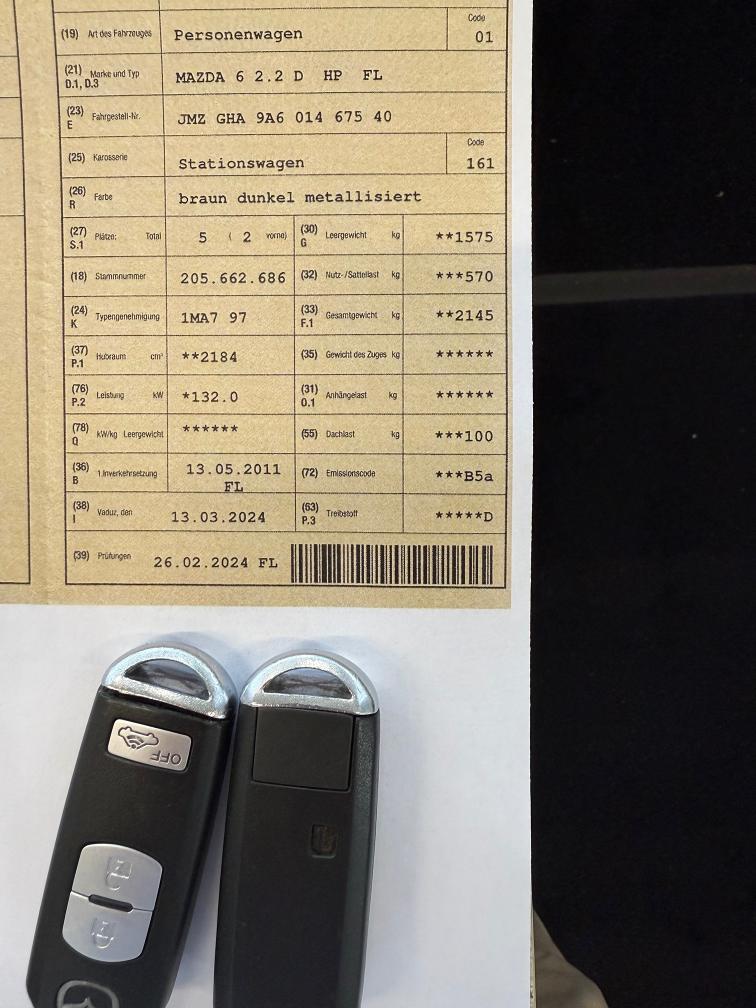 Code
(19) Art des Fahrzeuges Personenwagen 01
(21) Marke und Typ MAZDA 6 2.2 D HP FL
D.1, D.3
(23) Fahrgestell-Nr. JMZ GHA 9A6 014 675 40
E
Code
(25) Karosserie Stationswagen 161
(26) Farbe braun dunkel metallisiert
R
(27) Plätze: Total 5 ( 2 vorne) (30) Leergewicht kg **1575
S.1 G
(18) Stammnummer 205.662.686 (32) Nutz-/Sattellast kg ***570
(24) Typengenehmigung 1MA7 97 (33) Gesamtgewicht kg **2145
K F.1
(37) Hubraum cm³ **2184 (35) Gewicht des Zuges kg ******
P.1
(76) Leistung kW *132.0 (31) Anhängelast kg ******
P.2 O.1
(78) kW/kg Leergewicht ****** (55) Dachlast kg ***100
Q
(36) 1.Inverkehrsetzung 13.05.2011 (72) Emissionscode ***B5a
B FL
(38) Vaduz, den 13.03.2024 (63) Treibstoff *****D
I P.3
(39) Prüfungen 26.02.2024 FL
OFF